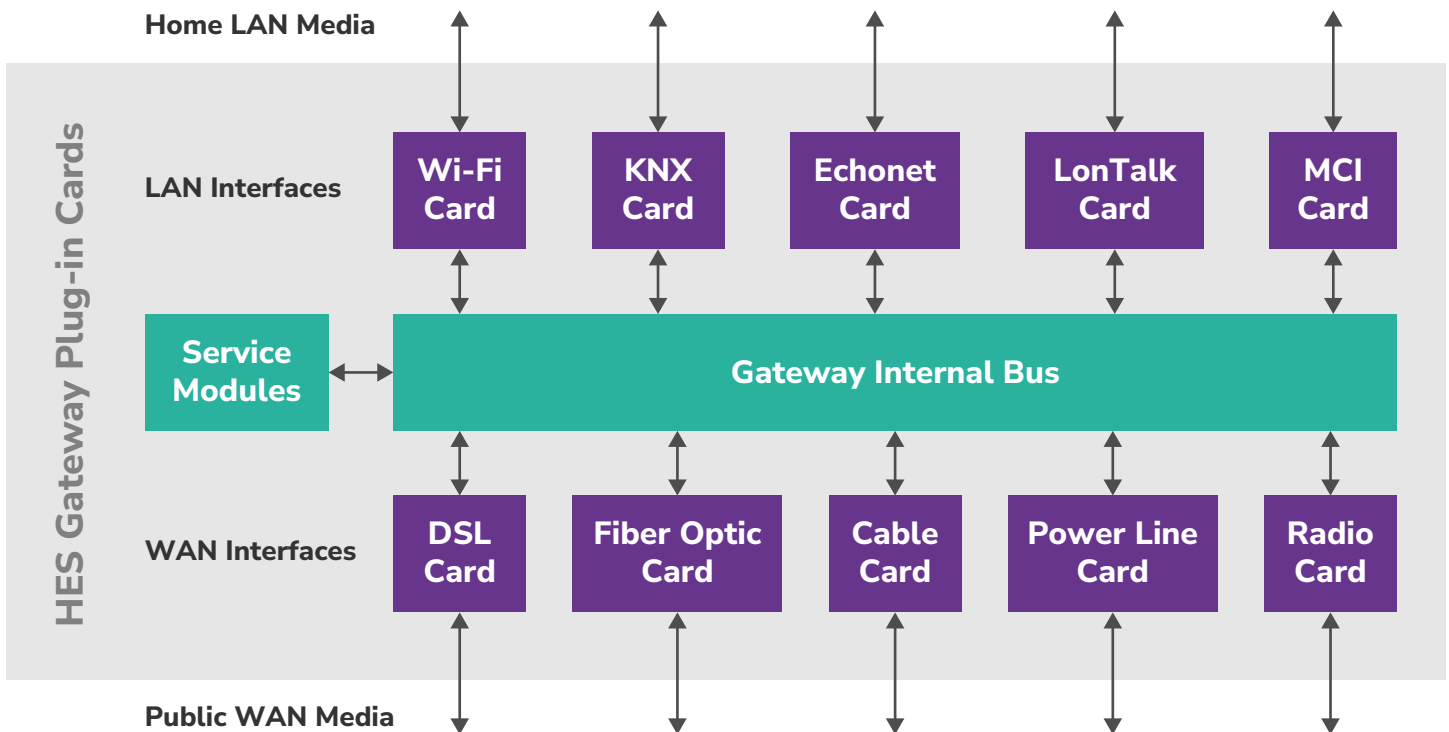 Home LAN Media
HES Gateway Plug-in Cards
LAN Interfaces
Wi-Fi
Card
KNX
Card
Echonet
Card
LonTalk
Card
MCI
Card
Service
Modules
Gateway Internal Bus
WAN Interfaces
DSL
Card
Fiber Optic
Card
Cable
Card
Power Line
Card
Radio
Card
Public WAN Media